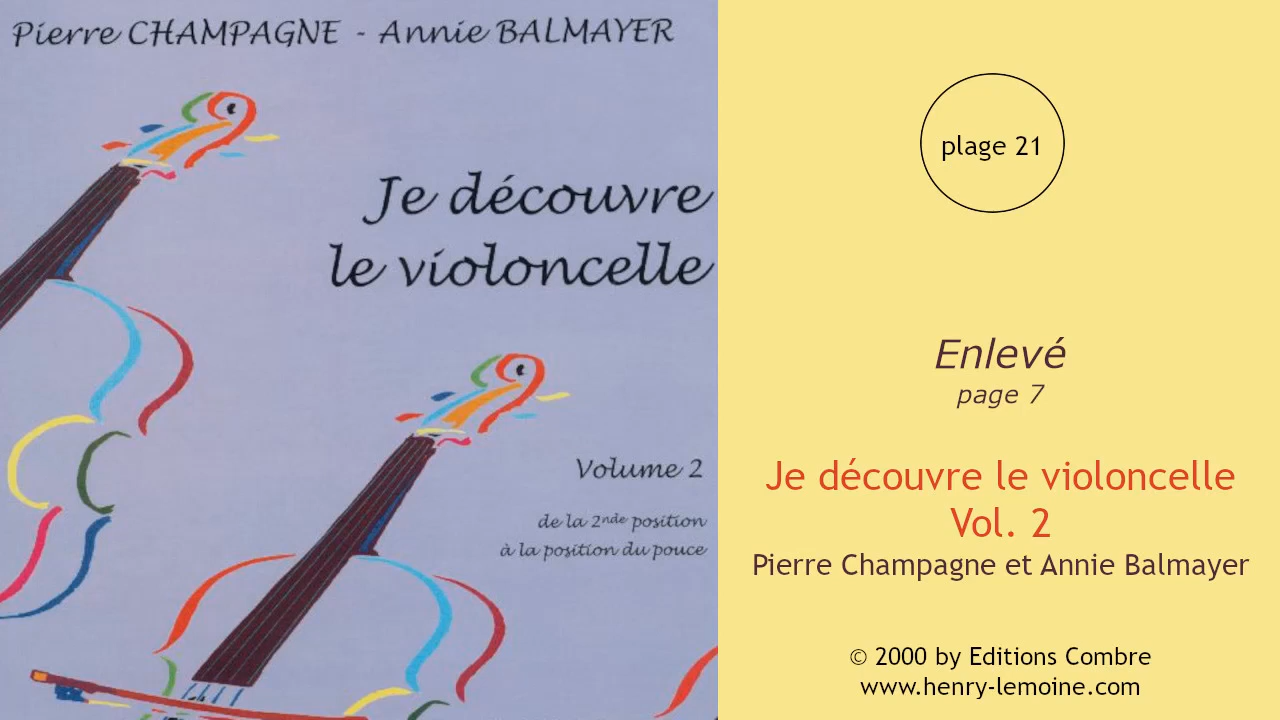 Pierre CHAMPAGNE - Annie BALMAYER
Je découvre
le violoncelle
Volume 2
de la 2nde position
à la position du pouce
plage 21
Enlevé
page 7
Je découvre le violoncelle
Vol. 2
Pierre Champagne et Annie Balmayer
© 2000 by Editions Combre
www.henry-lemoine.com